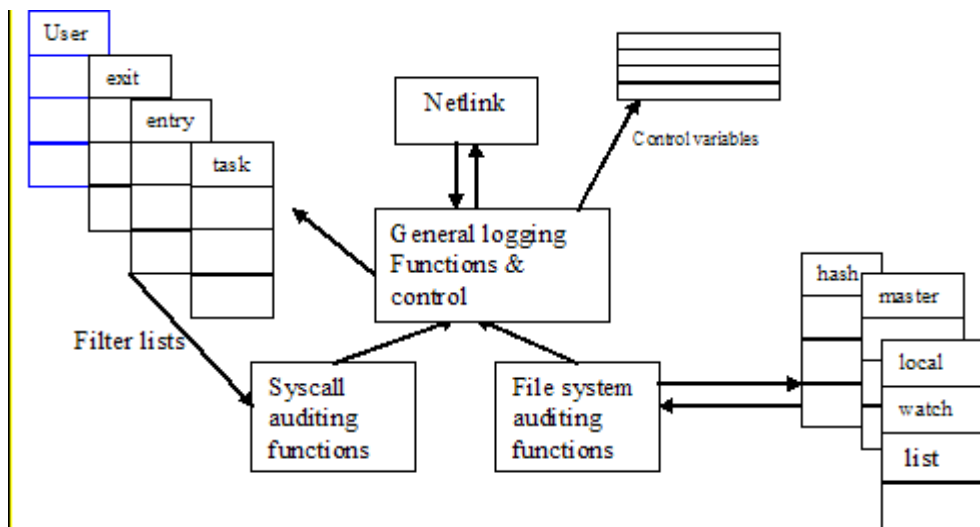 User
exit
entry
task
Netlink
Control variables
General logging
Functions &
control
hash
master
local
watch
list
Filter lists
Syscall
auditing
functions
File system
auditing
functions